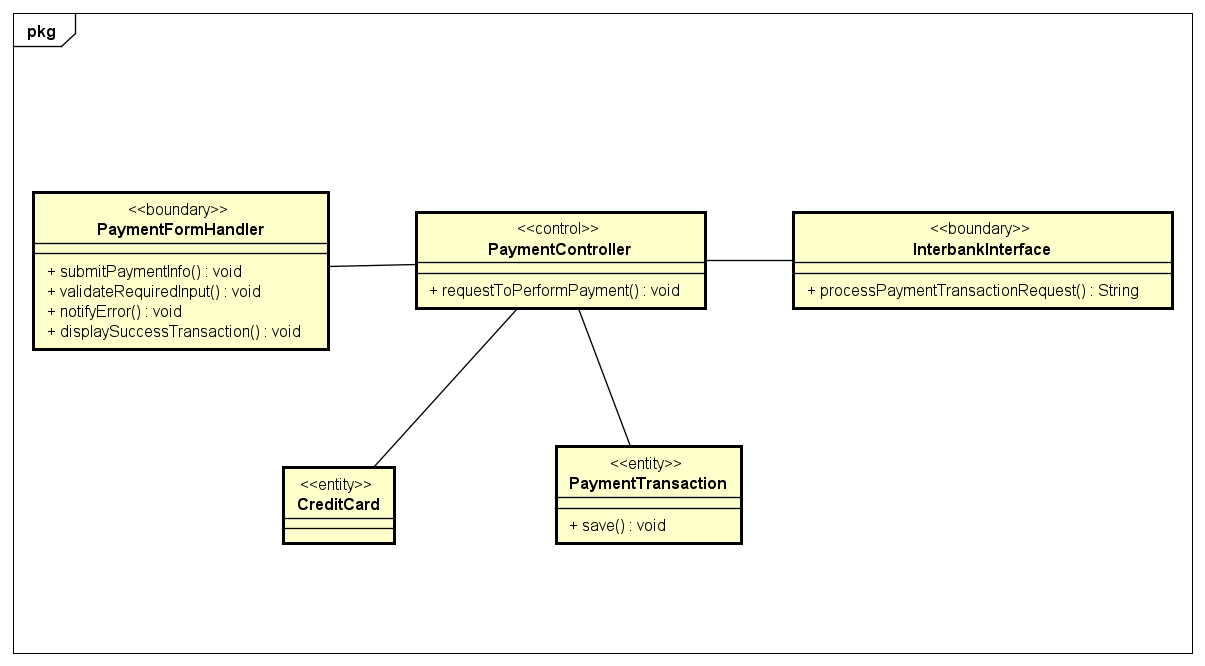 pkg
<<boundary>>
PaymentFormHandler
+ submitPaymentInfo() : void
+ validateRequiredInput() : void
+ notifyError() : void
+ displaySuccessTransaction() : void
<<control>>
PaymentController
+ requestToPerformPayment() : void
<<boundary>>
InterbankInterface
+ processPaymentTransactionRequest() : String
<<entity>>
CreditCard
<<entity>>
PaymentTransaction
+ save() : void